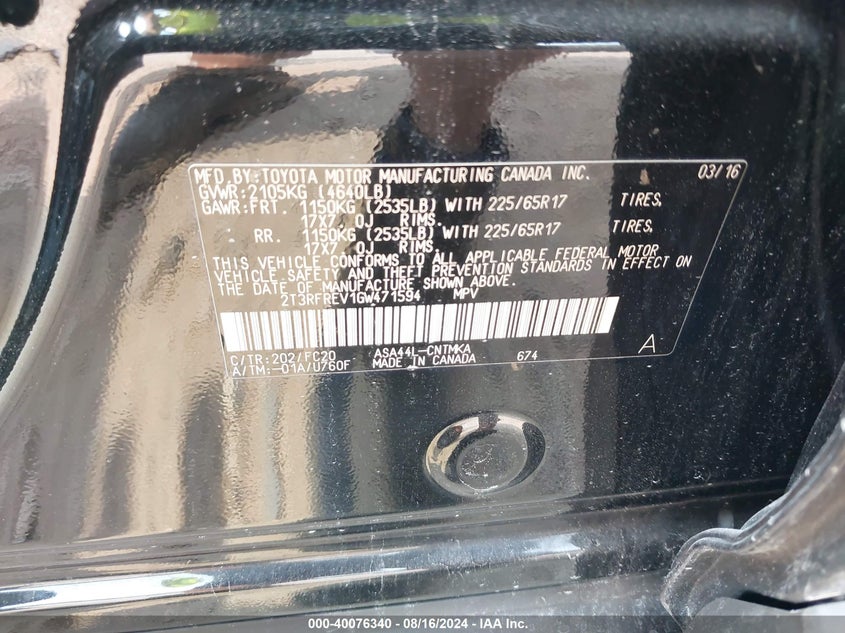 MFD.BY:TOYOTA MOTOR MANUFACTURING CANADA INC. 03/16
GVWR:2105KG (4640LB)
GAWR:FRT. 1150KG (2535LB) WITH 225/65R17 TIRES,
17X7 0J RIMS.
RR. 1150KG (2535LB) WITH 225/65R17 TIRES,
17X7 0J RIMS.
THIS VEHICLE CONFORMS TO ALL APPLICABLE FEDERAL MOTOR
VEHICLE SAFETY AND THEFT PREVENTION STANDARDS IN EFFECT ON
THE DATE OF MANUFACTURE SHOWN ABOVE.
2T3RFREV1GW471594 MPV
C/TR:202/FC20 ASA44L-CNTMKA 674 A
A/TM:-01A/U760F MADE IN CANADA
000-40076340 - 08/16/2024 - IAA Inc.